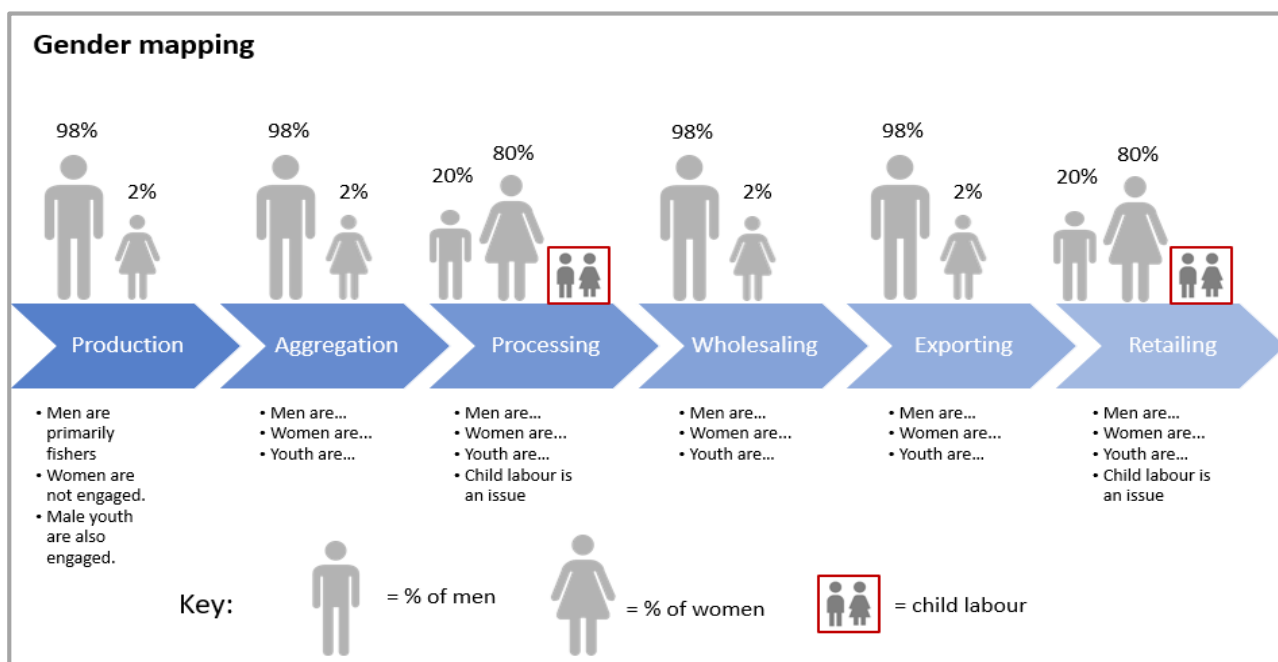 Gender mapping
98%
2%
98%
2%
20%
80%
98%
2%
98%
2%
20%
80%
Production
Aggregation
Processing
Wholesaling
Exporting
Retailing
• Men are
primarily
fishers
• Women are
not engaged.
• Male youth
are also
engaged.
• Men are...
• Women are...
• Youth are...
• Men are...
• Women are...
• Youth are...
• Child labour is
an issue
• Men are...
• Women are...
• Youth are...
• Men are...
• Women are...
• Youth are...
• Men are...
• Women are...
• Youth are...
• Child labour is
an issue
Key:
= % of men
= % of women
= child labour